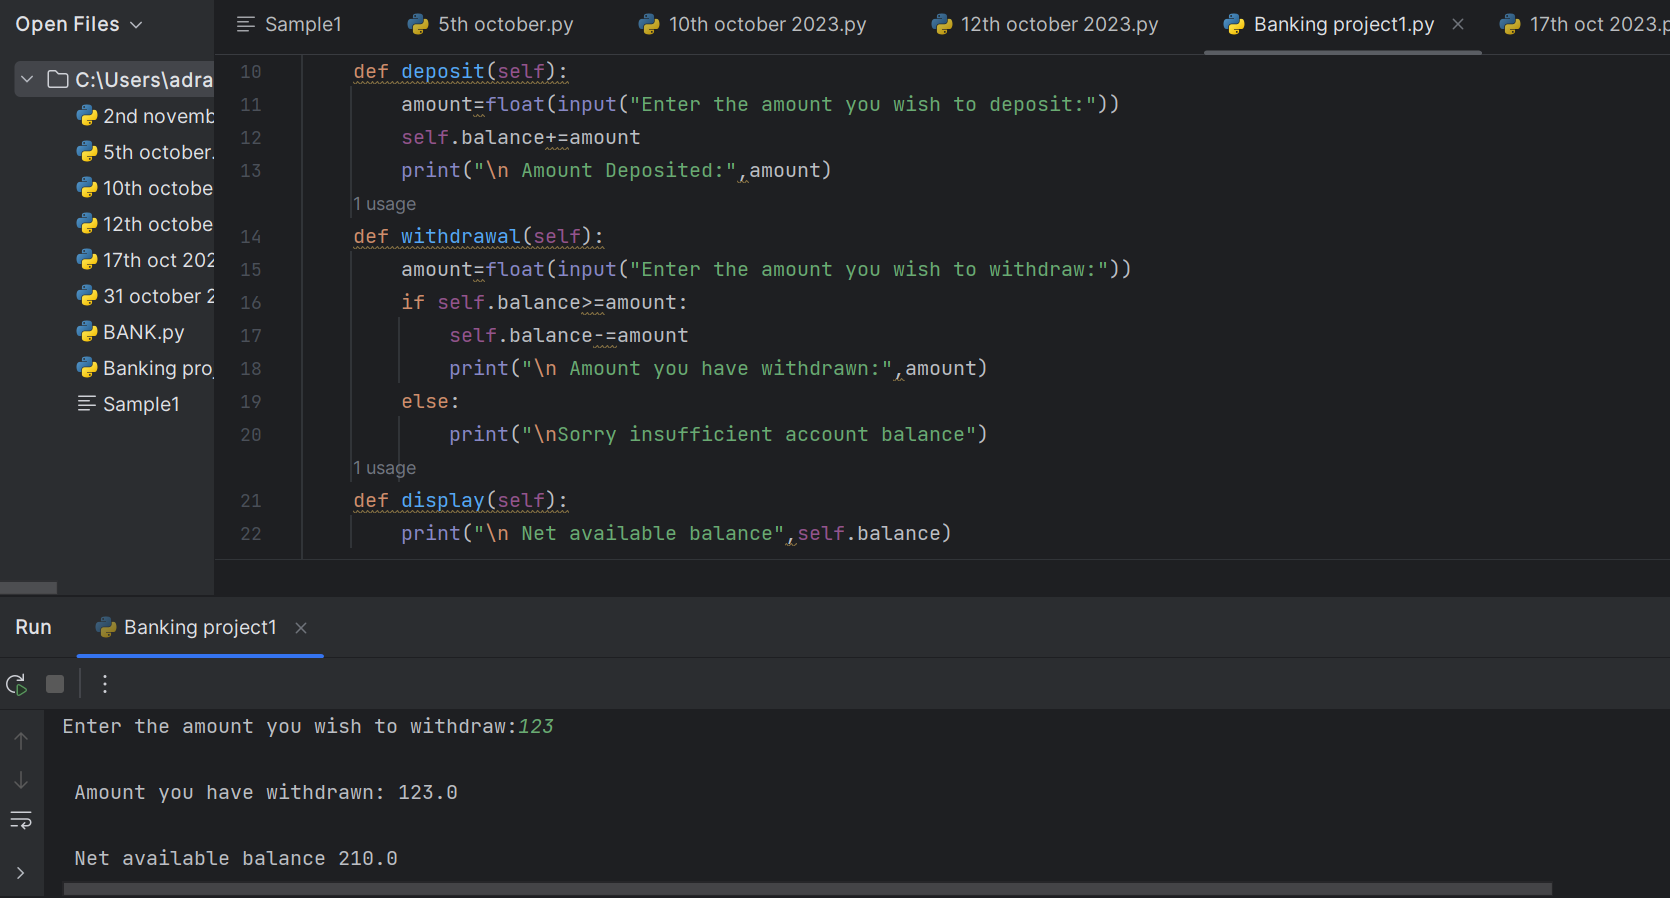 Open Files
Sample1
5th october.py
10th october 2023.py
12th october 2023.py
Banking project1.py
17th oct 2023.p
C:\Users\adra
2nd novemb
5th october.
10th octobe
12th octobe
17th oct 202
31 october 2
BANK.py
Banking proj
Sample1
10 def deposit(self):
11 amount=float(input("Enter the amount you wish to deposit:"))
12 self.balance+=amount
13 print("\n Amount Deposited:",amount)
1 usage
14 def withdrawal(self):
15 amount=float(input("Enter the amount you wish to withdraw:"))
16 if self.balance>=amount:
17 self.balance-=amount
18 print("\n Amount you have withdrawn:",amount)
19 else:
20 print("\nSorry insufficient account balance")
1 usage
21 def display(self):
22 print("\n Net available balance",self.balance)
Run
Banking project1
Enter the amount you wish to withdraw:123
Amount you have withdrawn: 123.0
Net available balance 210.0